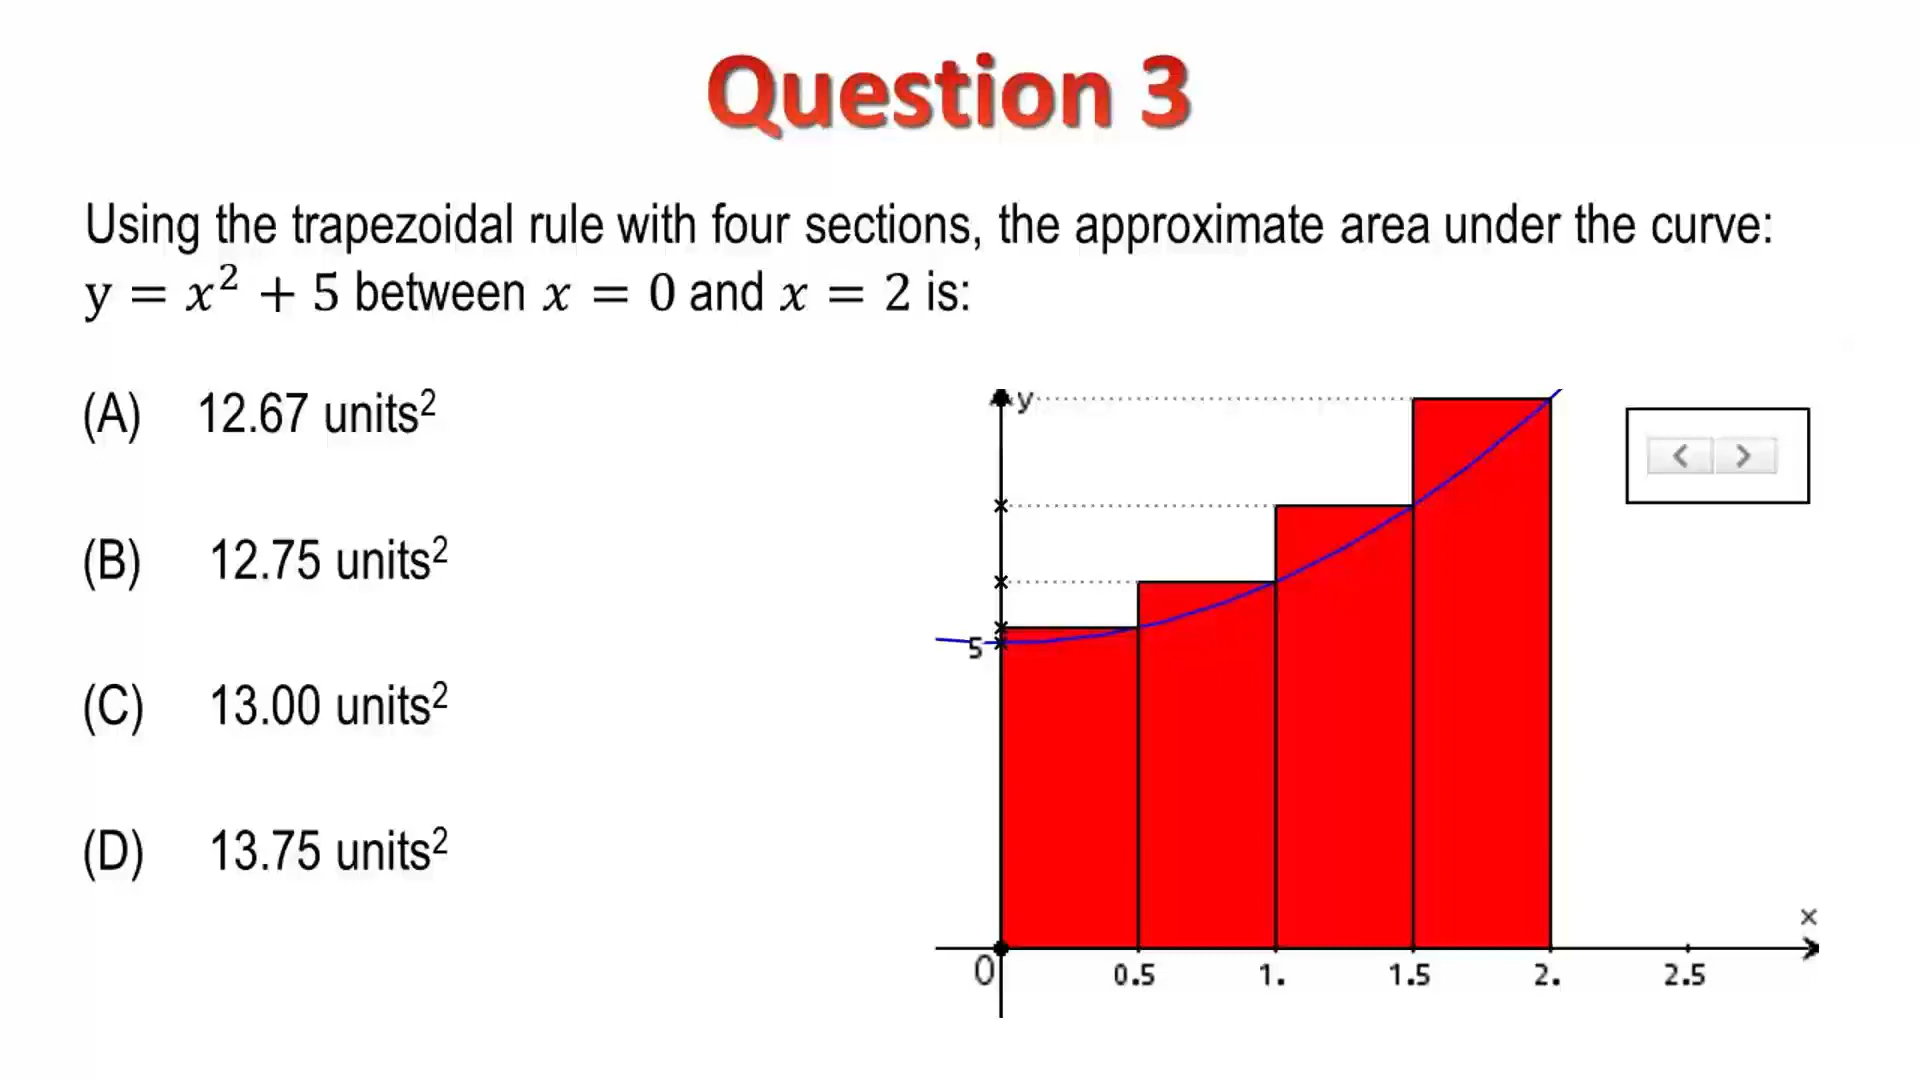 Question 3
Using the trapezoidal rule with four sections, the approximate area under the curve:
y = x² + 5 between x = 0 and x = 2 is:
(A) 12.67 units²
(B) 12.75 units²
(C) 13.00 units²
(D) 13.75 units²
y
< >
5
x
0 0.5 1. 1.5 2. 2.5